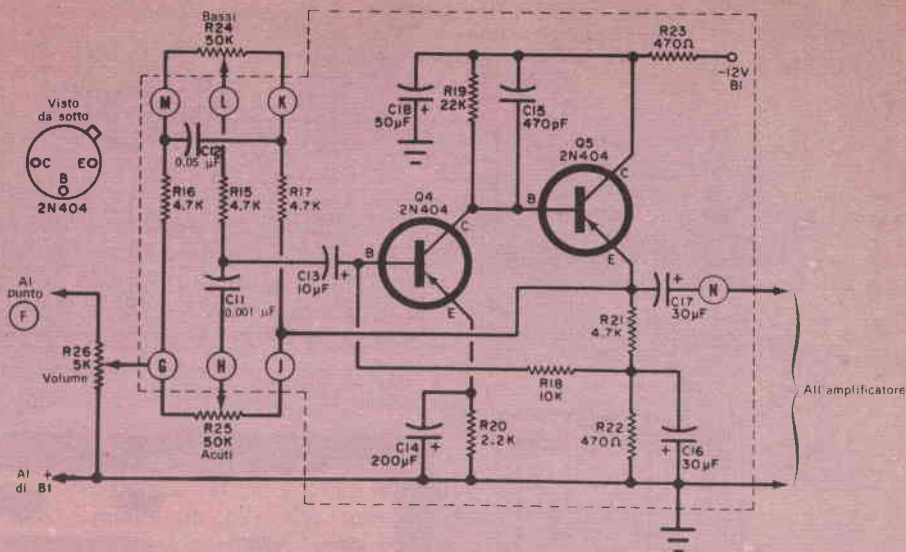 Bassi
R24
50K
R23
470Ω
-12V
B1
M
L
K
R19
22K
C18
50µF
+
C15
470pF
Q5
2N404
Visto
da sotto
C
E
B
2N404
C12
0,05 µF
R16
4.7K
R15
4.7K
R17
4.7K
Q4
2N404
B
C
E
B
C
E
C13
10µF
+
C11
0.001 µF
Al
punto
F
R26
5K
Volume
G
H
J
R25
50K
Acuti
+
C17
30µF
N
R21
4.7K
R18
10K
All'amplificatore
C14
200µF
+
R20
2.2K
R22
470Ω
C16
30µF
+
Al +
di B1